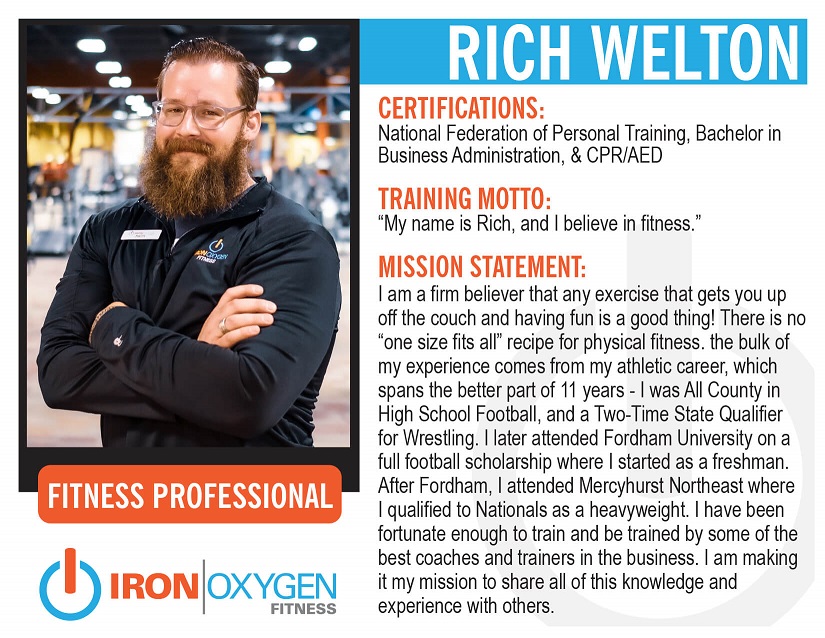 RICH WELTON
CERTIFICATIONS:
National Federation of Personal Training, Bachelor in
Business Administration, & CPR/AED
TRAINING MOTTO:
“My name is Rich, and I believe in fitness.”
MISSION STATEMENT:
I am a firm believer that any exercise that gets you up
off the couch and having fun is a good thing! There is no
“one size fits all” recipe for physical fitness. the bulk of
my experience comes from my athletic career, which
spans the better part of 11 years - I was All County in
High School Football, and a Two-Time State Qualifier
for Wrestling. I later attended Fordham University on a
full football scholarship where I started as a freshman.
After Fordham, I attended Mercyhurst Northeast where
I qualified to Nationals as a heavyweight. I have been
fortunate enough to train and be trained by some of the
best coaches and trainers in the business. I am making
it my mission to share all of this knowledge and
experience with others.
FITNESS PROFESSIONAL
IRON|OXYGEN
FITNESS